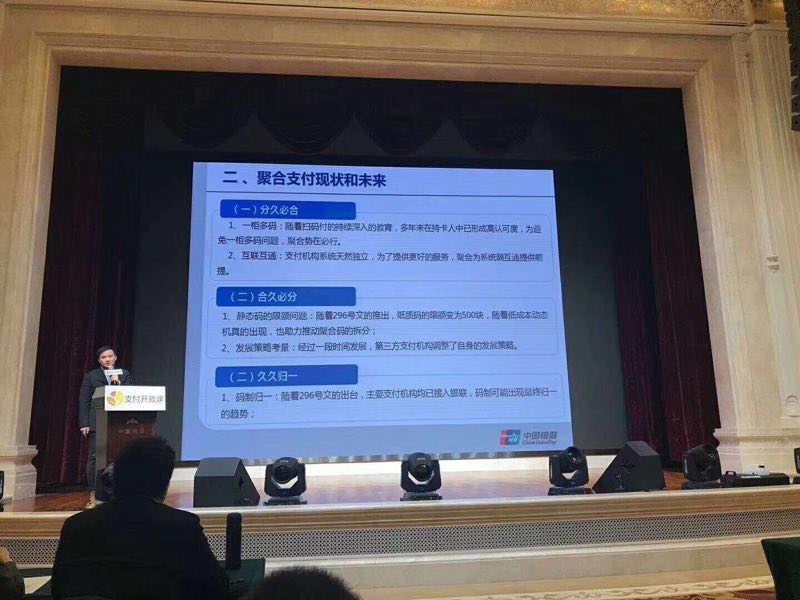 二、聚合支付现状和未来
（一）分久必合
1、一柜多码：随着扫码付的持续深入的教育，多年来在持卡人中已形成高认可度，为避
免一柜多码问题，聚合势在必行。
2、互联互通：支付机构系统天然独立，为了提供更好的服务，聚合为系统弱互通提供前
提。
（二）合久必分
1、静态码的限额问题：随着296号文的推出，纸质码的限额变为500块，随着低成本动态
机具的出现，也助力推动聚合码的拆分；
2、发展策略考量：经过一段时间发展，第三方支付机构调整了自身的发展策略。
（二）久久归一
1、码制归一：随着296号文的出台，主要支付机构均已接入银联，码制可能出现最终归一
的趋势；
中国银联
China UnionPay
支付开放课